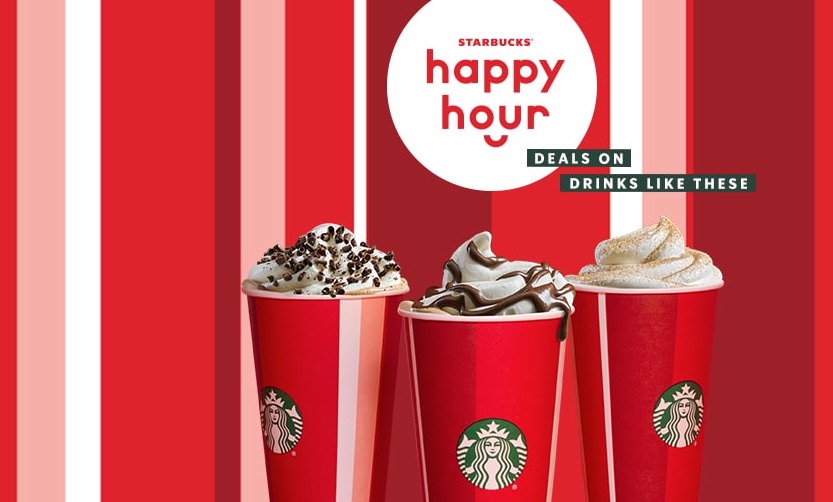 STARBUCKS
happy
hour
DEALS ON
DRINKS LIKE THESE